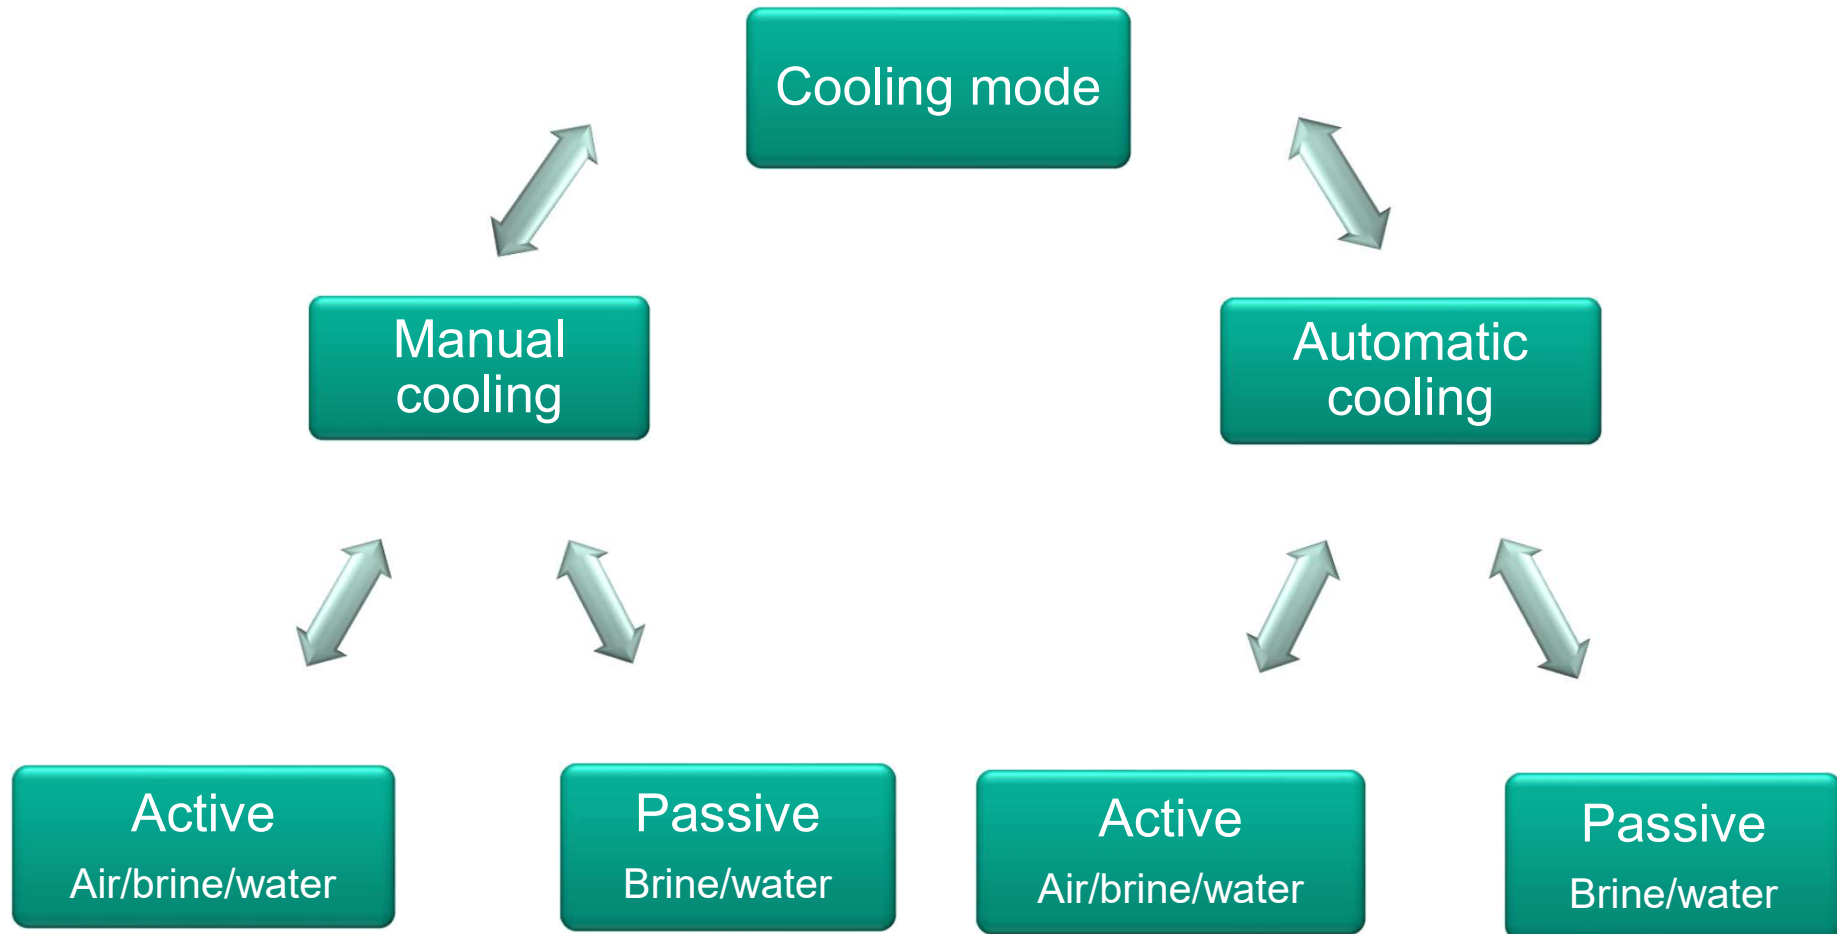 Cooling mode
Manual
cooling
Automatic
cooling
Active
Air/brine/water
Passive
Brine/water
Active
Air/brine/water
Passive
Brine/water